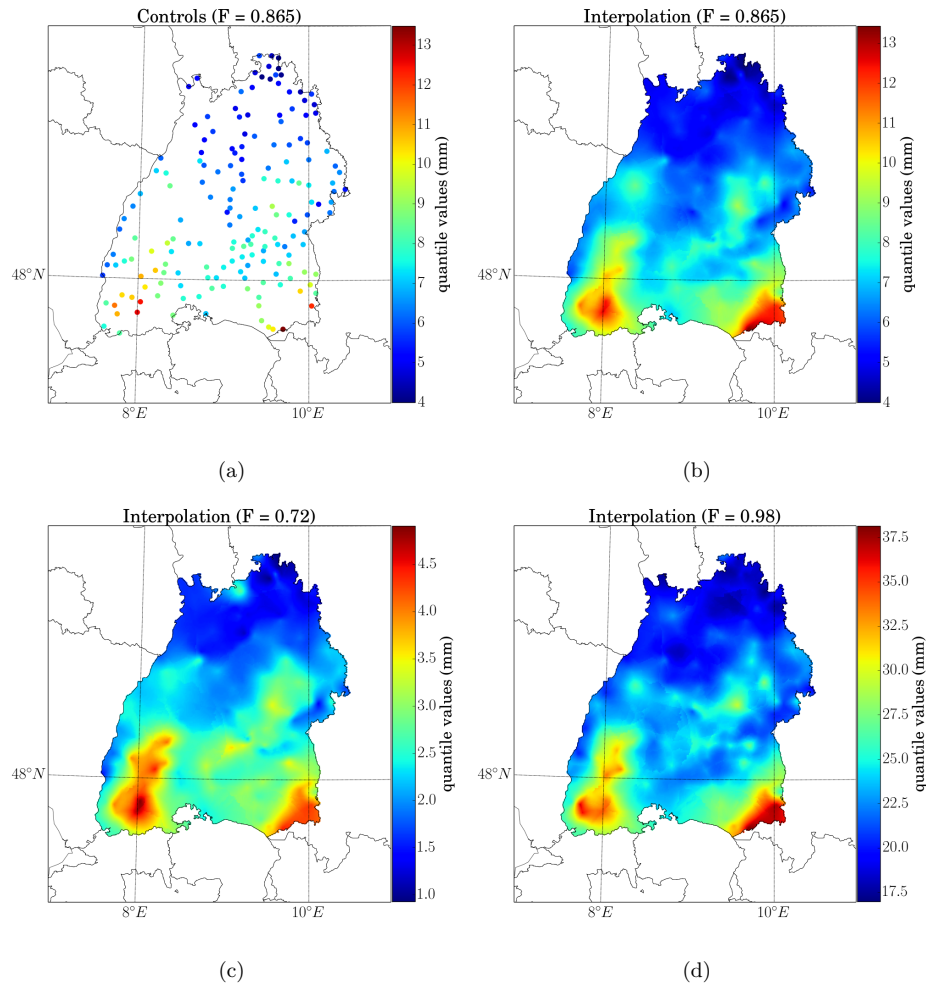 Controls (F = 0.865)
13
12
11
10
9
8
7
6
5
4
quantile values (mm)
48°N
8°E
10°E
(a)
Interpolation (F = 0.865)
13
12
11
10
9
8
7
6
5
4
quantile values (mm)
48°N
8°E
10°E
(b)
Interpolation (F = 0.72)
4.5
4.0
3.5
3.0
2.5
2.0
1.5
1.0
quantile values (mm)
48°N
8°E
10°E
(c)
Interpolation (F = 0.98)
37.5
35.0
32.5
30.0
27.5
25.0
22.5
20.0
17.5
quantile values (mm)
48°N
8°E
10°E
(d)